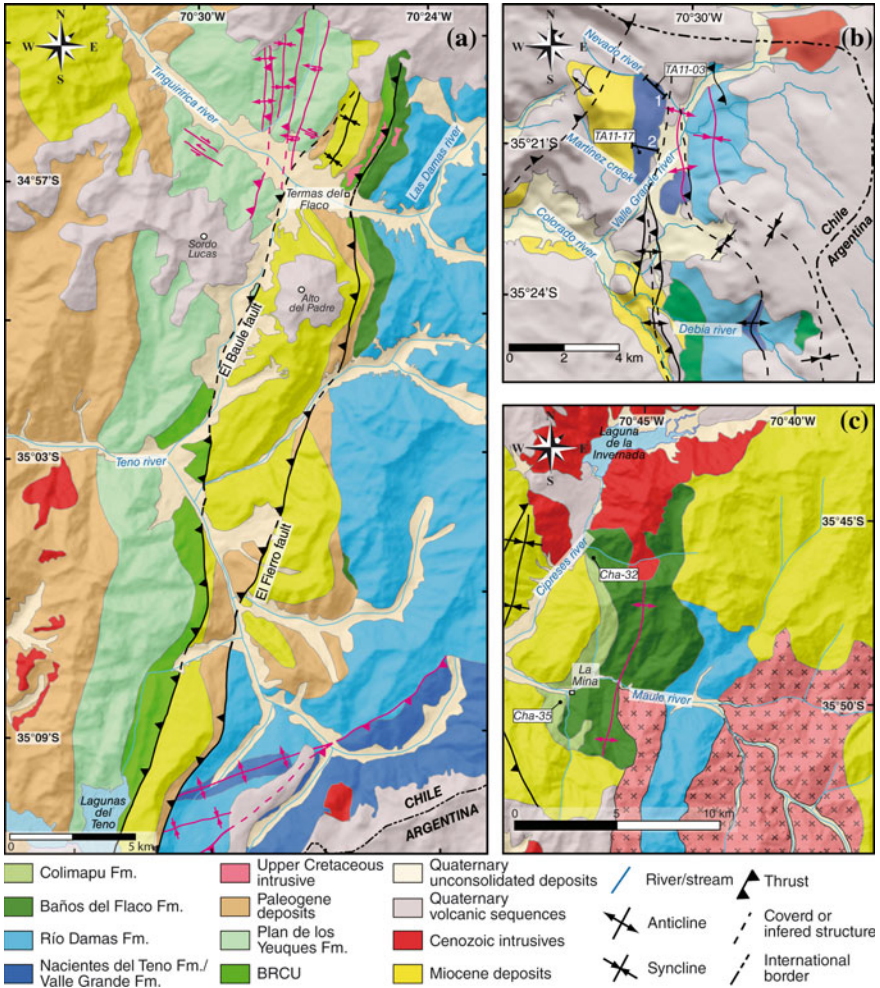 70°30'W
70°24'W
(a)
N
W
E
S
Tinguiririca river
Las Damas river
34°57'S
Termas del
Flaco
Sordo
Lucas
Alto
del Padre
El Baule fault
35°03'S
Teno river
El Fierro fault
35°09'S
Lagunas
del
Teno
CHILE
ARGENTINA
0
5 km
70°30'W
(b)
N
W
E
S
Nevado river
TA11-03
1
35°21'S
TA11-17
2
Martínez creek
Valle Grande river
Colorado river
Chile
Argentina
35°24'S
Debia river
0
2
4 km
70°45'W
70°40'W
(c)
N
W
E
S
Laguna
de la
Invernada
35°45'S
Cipreses river
Cha-32
La
Mina
Maule river
Cha-35
35°50'S
0
5
10 km
Colimapu Fm.
Baños del Flaco Fm.
Río Damas Fm.
Nacientes del Teno Fm./
Valle Grande Fm.
Upper Cretaceous
intrusive
Paleogene
deposits
Plan de los
Yeuques Fm.
BRCU
Quaternary
unconsolidated deposits
Quaternary
volcanic sequences
Cenozoic intrusives
Miocene deposits
River/stream
Anticline
Syncline
Thrust
Coverd or
infered structure
International
border